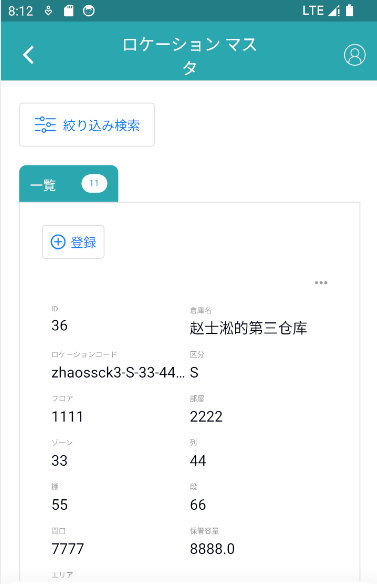 8:12 LTE
ロケーション マス
タ
絞り込み検索
一覧 11
登録
ID 倉庫名
36 赵士淞的第三仓库
ロケーションコード 区分
zhaossck3-S-33-44... S
フロア 部屋
1111 2222
ゾーン 列
33 44
棚 段
55 66
間口 保管容量
7777 8888.0
エリア